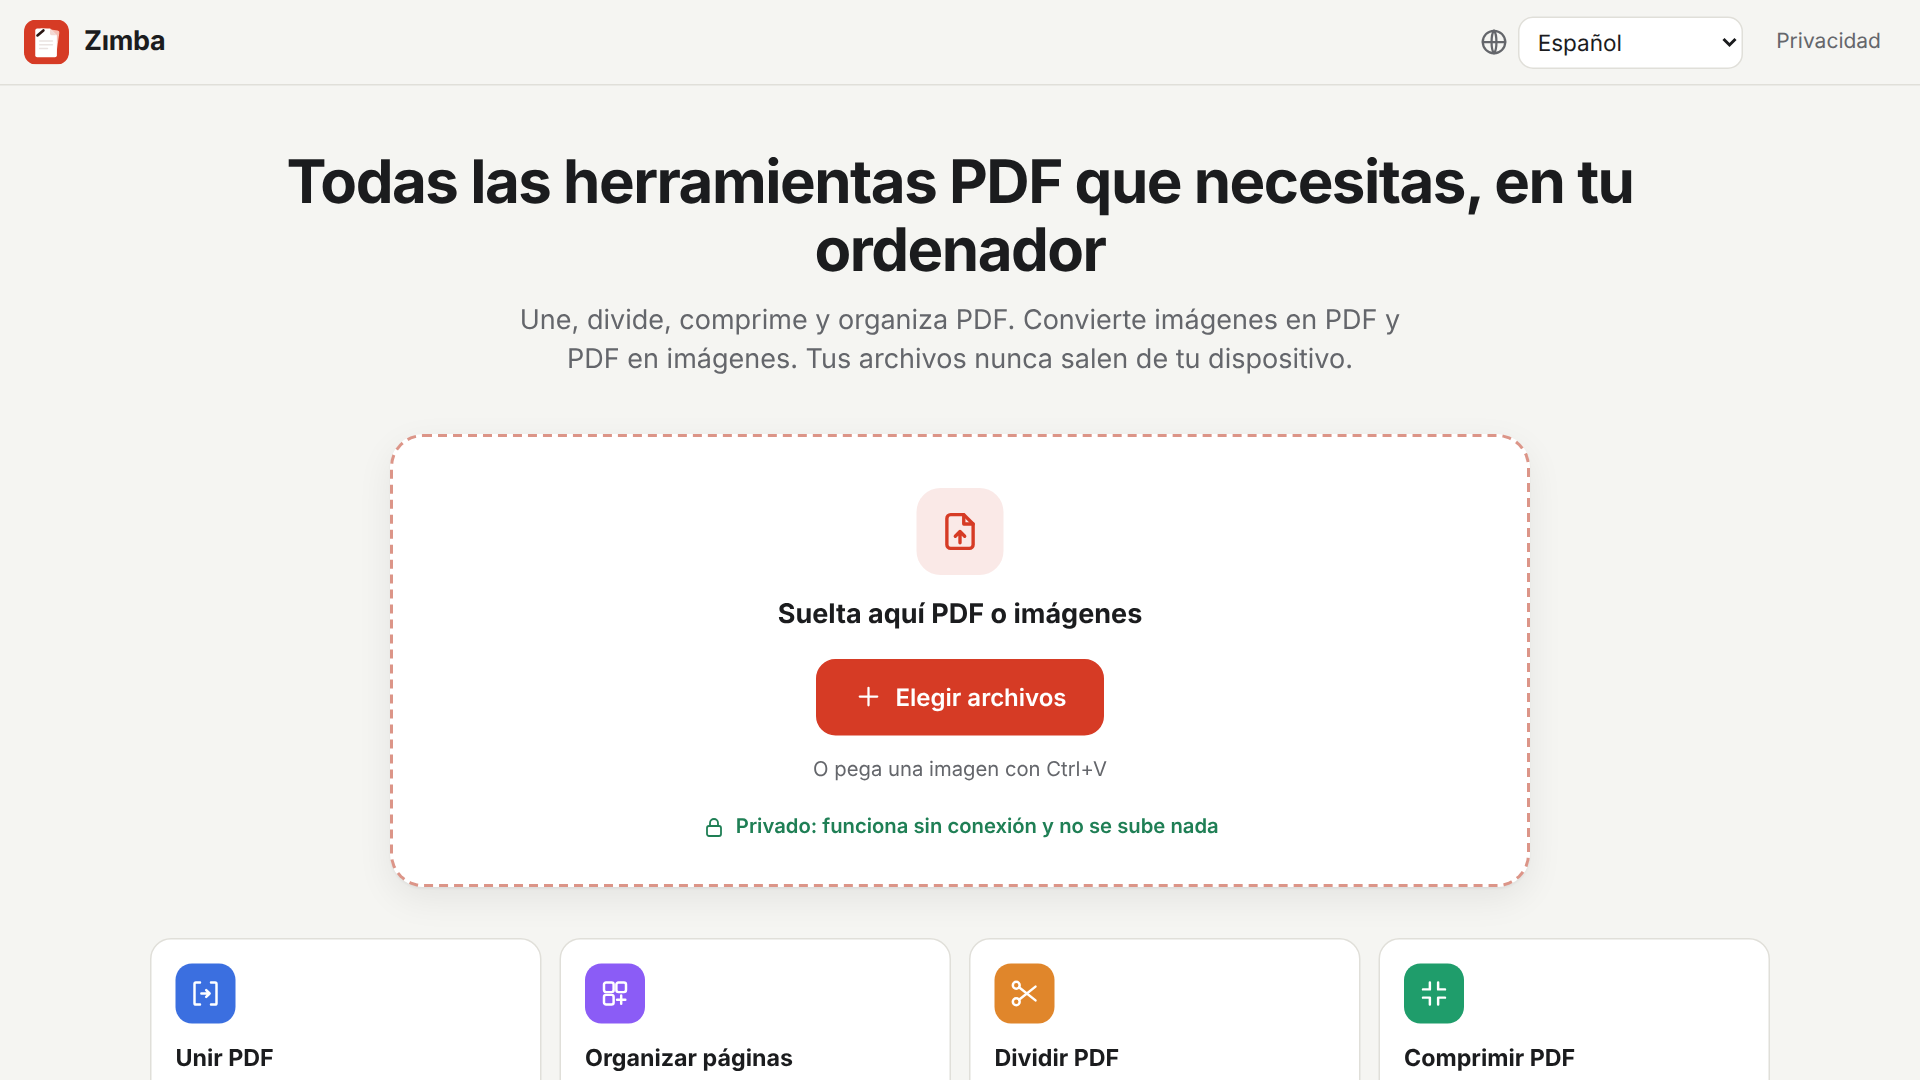 Zımba
Español
Privacidad
Todas las herramientas PDF que necesitas, en tu
ordenador
Une, divide, comprime y organiza PDF. Convierte imágenes en PDF y
PDF en imágenes. Tus archivos nunca salen de tu dispositivo.
Suelta aquí PDF o imágenes
Elegir archivos
O pega una imagen con Ctrl+V
Privado: funciona sin conexión y no se sube nada
Unir PDF
Organizar páginas
Dividir PDF
Comprimir PDF